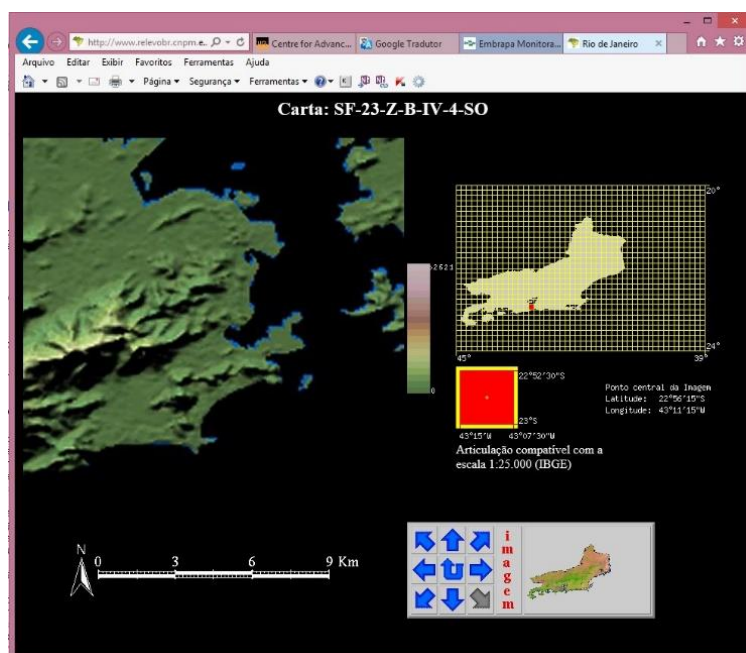 http://www.relevobr.cnpm.e..
Centre for Advanc...
Google Tradutor
Embrapa Monitora...
Rio de Janeiro
Arquivo Editar Exibir Favoritos Ferramentas Ajuda
Página Segurança Ferramentas
Carta: SF-23-Z-B-IV-4-SO
20°
2621
0
24°
45° 39°
22°52'30"S
Ponto central da Imagem
Latitude: 22°56'15"S
Longitude: 43°11'15"W
23°S
43°15'W 43°07'30"W
Articulação compatível com a
escala 1:25.000 (IBGE)
N
0 3 6 9 Km
imagem